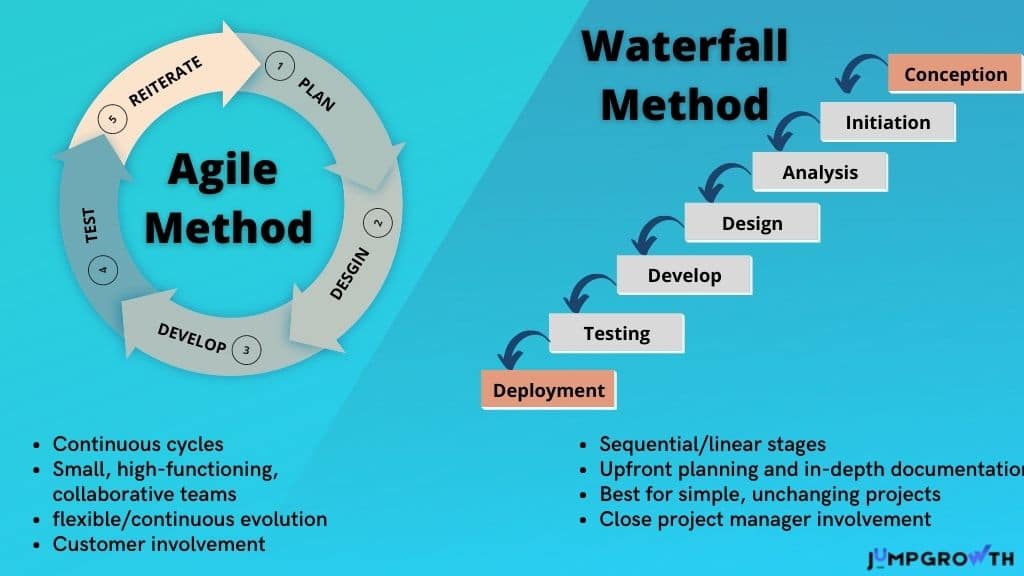 Agile
Method
1 PLAN
2 DESGIN
3 DEVELOP
4 TEST
5 REITERATE
• Continuous cycles
• Small, high-functioning,
collaborative teams
• flexible/continuous evolution
• Customer involvement
Waterfall
Method
Conception
Initiation
Analysis
Design
Develop
Testing
Deployment
• Sequential/linear stages
• Upfront planning and in-depth documentation
• Best for simple, unchanging projects
• Close project manager involvement
JUMPGROWTH